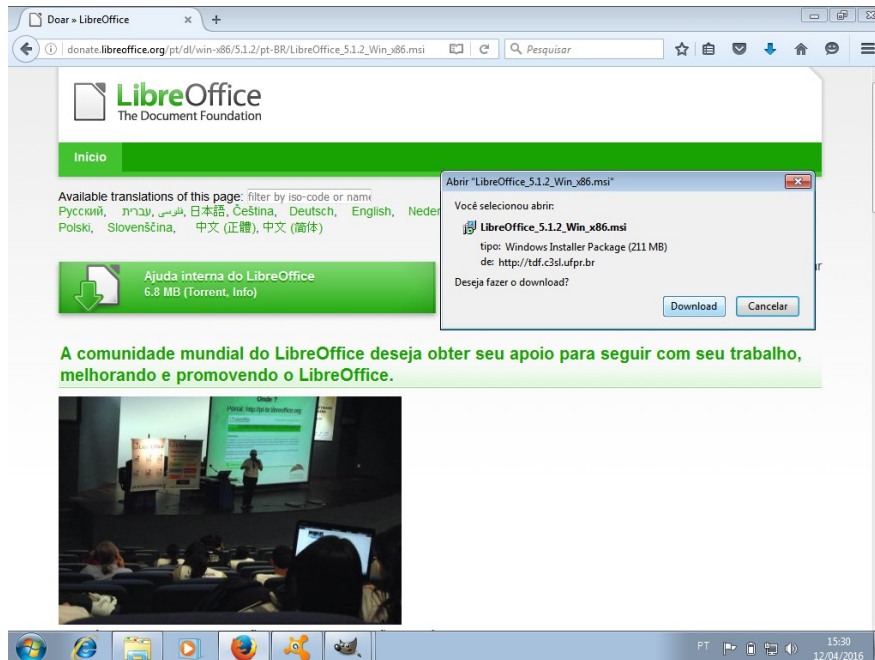 Doar » LibreOffice
donate.libreoffice.org/pt/dl/win-x86/5.1.2/pt-BR/LibreOffice_5.1.2_Win_x86.msi
Pesquisar
LibreOffice
The Document Foundation
Início
Available translations of this page: filter by iso-code or name
Русский, עברית, فارسی, 日本語, Čeština, Deutsch, English, Neder
Polski, Slovenščina, 中文 (正體), 中文 (简体)
Ajuda interna do LibreOffice
6.8 MB (Torrent, Info)
Abrir "LibreOffice_5.1.2_Win_x86.msi"
Você selecionou abrir:
LibreOffice_5.1.2_Win_x86.msi
tipo: Windows Installer Package (211 MB)
de: http://tdf.c3sl.ufpr.br
Deseja fazer o download?
Download
Cancelar
A comunidade mundial do LibreOffice deseja obter seu apoio para seguir com seu trabalho,
melhorando e promovendo o LibreOffice.
Onde ?
PT
15:30
12/04/2016